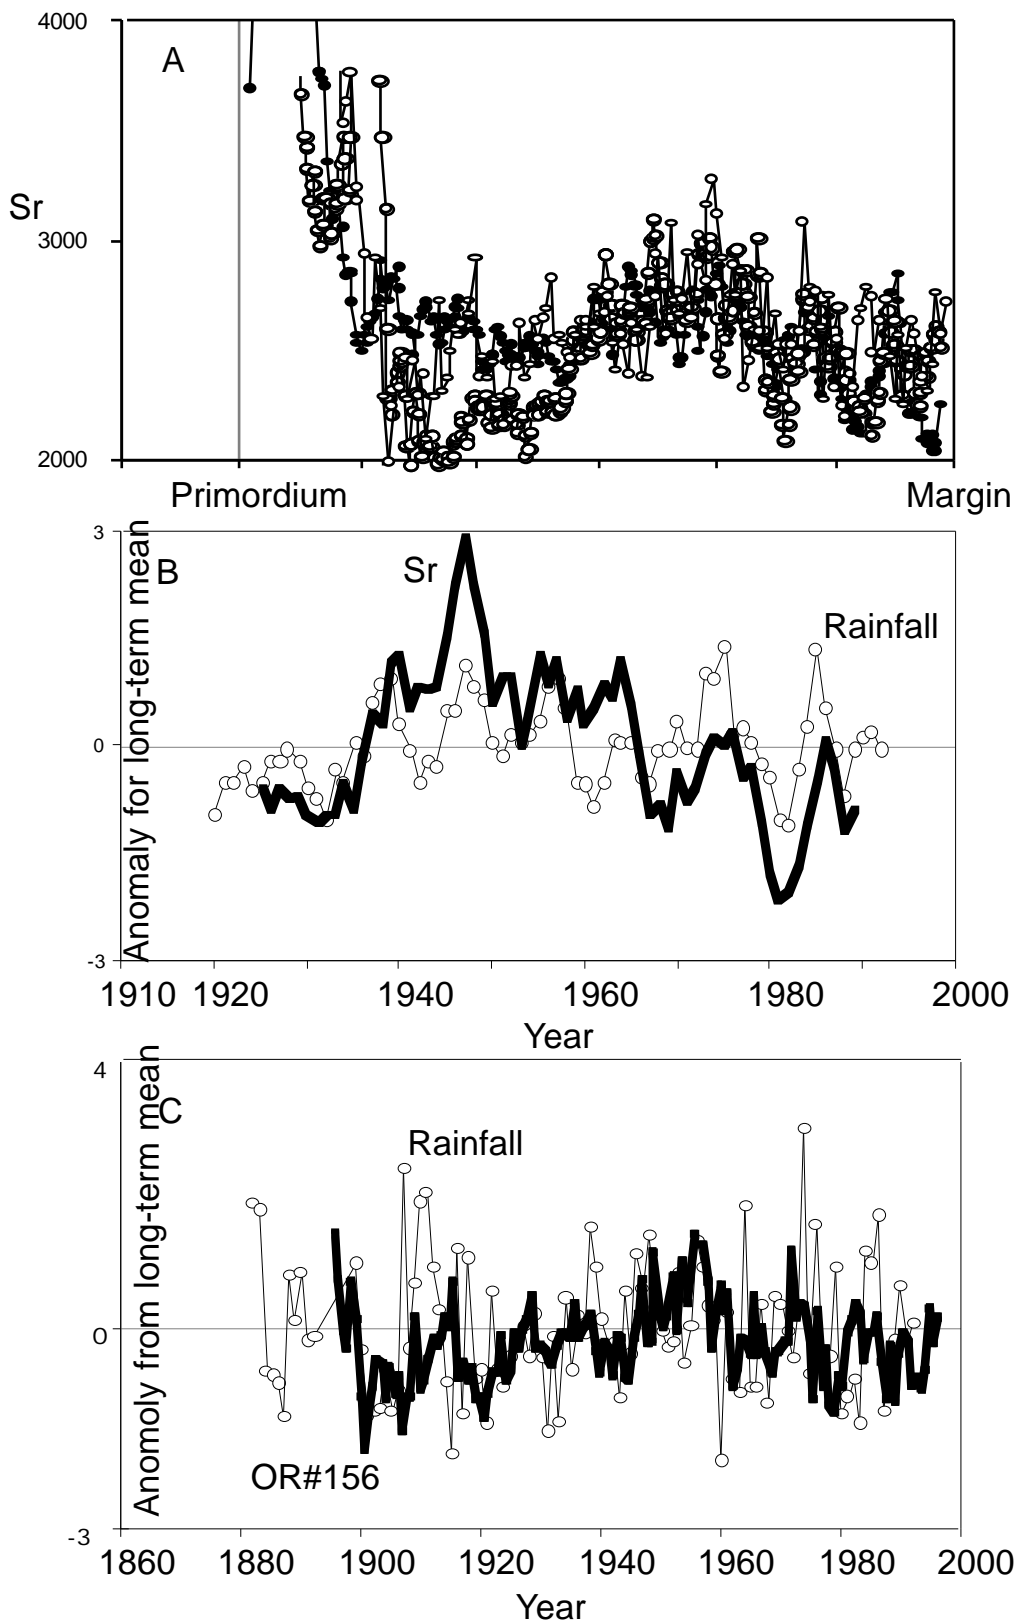 4000
A
Sr
3000
2000
Primordium
Margin
3
B
Sr
Rainfall
Anomaly for long-term mean
0
-3
1910 1920 1940 1960 1980 2000
Year
4
C
Rainfall
Anomoly from long-term mean
0
OR#156
-3
1860 1880 1900 1920 1940 1960 1980 2000
Year